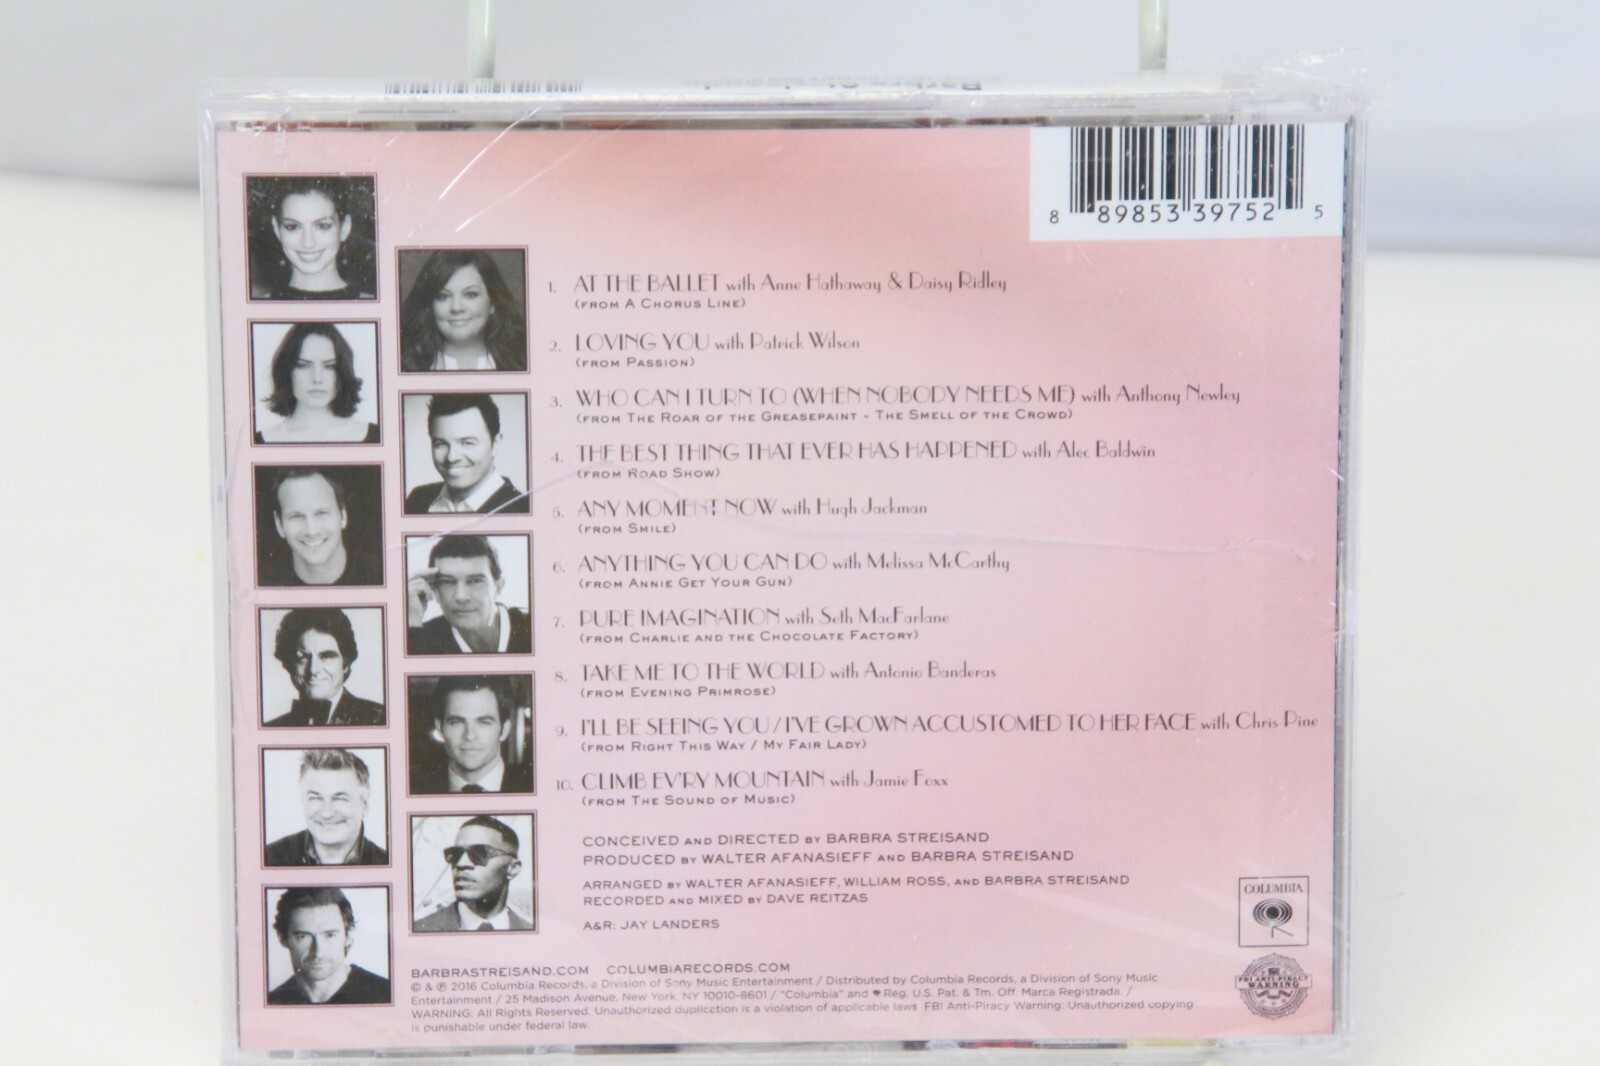 8 89853 39752 5
1. AT THE BALLET with Anne Hathaway & Daisy Ridley
(FROM A CHORUS LINE)
2. LOVING YOU with Patrick Wilson
(FROM PASSION)
3. WHO CAN I TURN TO (WHEN NOBODY NEEDS ME) with Anthony Newley
(FROM THE ROAR OF THE GREASEPAINT - THE SMELL OF THE CROWD)
4. THE BEST THING THAT EVER HAS HAPPENED with Alec Baldwin
(FROM ROAD SHOW)
5. ANY MOMENT NOW with Hugh Jackman
(FROM SMILE)
6. ANYTHING YOU CAN DO with Melissa McCarthy
(FROM ANNIE GET YOUR GUN)
7. PURE IMAGINATION with Seth MacFarlane
(FROM CHARLIE AND THE CHOCOLATE FACTORY)
8. TAKE ME TO THE WORLD with Antonio Banderas
(FROM EVENING PRIMROSE)
9. I'LL BE SEEING YOU / I'VE GROWN ACCUSTOMED TO HER FACE with Chris Pine
(FROM RIGHT THIS WAY / MY FAIR LADY)
10. CLIMB EV'RY MOUNTAIN with Jamie Foxx
(FROM THE SOUND OF MUSIC)
CONCEIVED AND DIRECTED BY BARBRA STREISAND
PRODUCED BY WALTER AFANASIEFF AND BARBRA STREISAND
ARRANGED BY WALTER AFANASIEFF, WILLIAM ROSS, AND BARBRA STREISAND
RECORDED AND MIXED BY DAVE REITZAS
A&R: JAY LANDERS
COLUMBIA
BARBRASTREISAND.COM COLUMBIARECORDS.COM
© & ℗ 2016 Columbia Records, a Division of Sony Music Entertainment / Distributed by Columbia Records, a Division of Sony Music
Entertainment / 25 Madison Avenue, New York, NY 10010-8601 / "Columbia" and Reg. U.S. Pat. & Tm. Off. Marca Registrada. /
WARNING: All Rights Reserved. Unauthorized duplication is a violation of applicable laws. FBI Anti-Piracy Warning: Unauthorized copying
is punishable under federal law.
FBI ANTI-PIRACY
WARNING